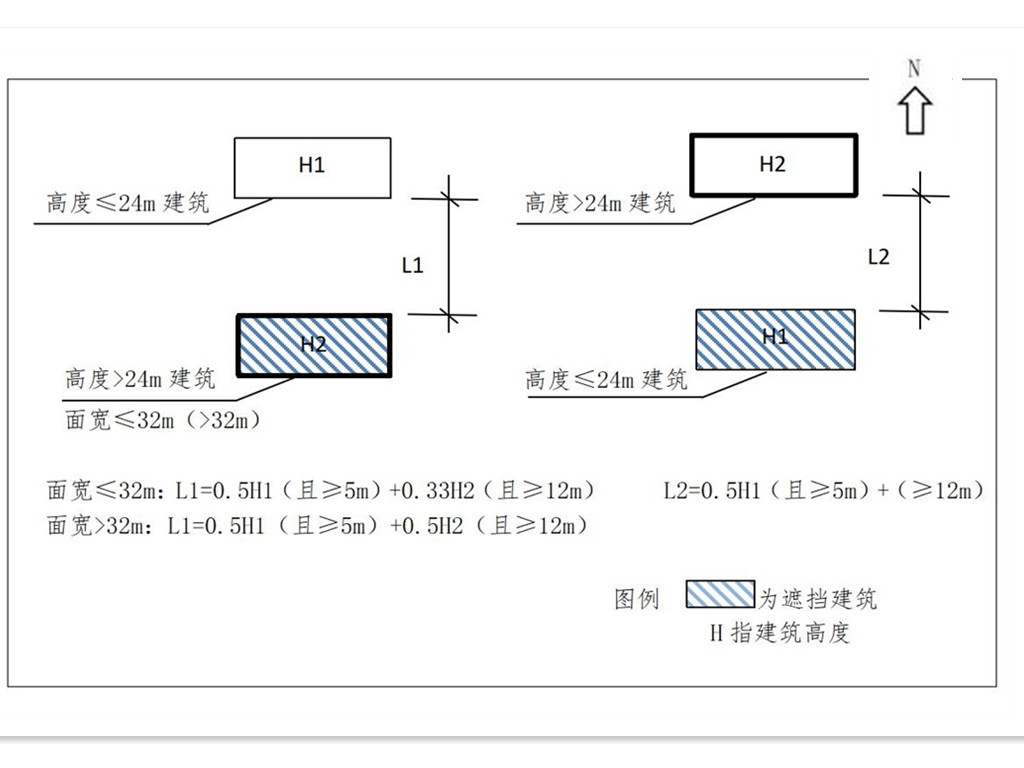 N
H1
H2
高度≤24m 建筑
高度>24m 建筑
L1
L2
H2
H1
高度>24m 建筑
面宽≤32m（>32m）
高度≤24m 建筑
面宽≤32m：L1=0.5H1（且≥5m）+0.33H2（且≥12m）
L2=0.5H1（且≥5m）+（≥12m）
面宽>32m：L1=0.5H1（且≥5m）+0.5H2（且≥12m）
图例
为遮挡建筑
H 指建筑高度